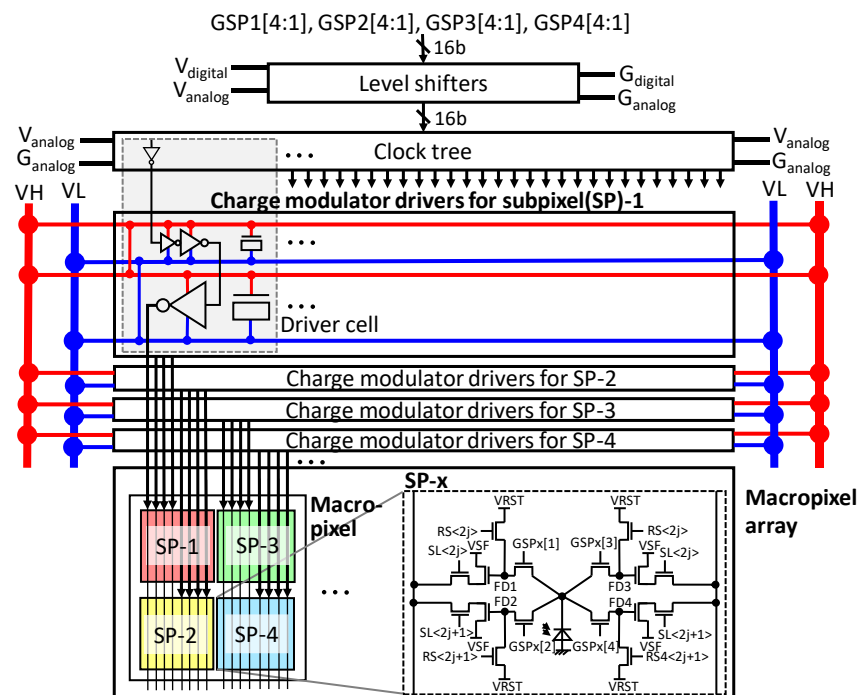 GSP1[4:1], GSP2[4:1], GSP3[4:1], GSP4[4:1]
16b
Vdigital
Vanalog
Level shifters
Gdigital
Ganalog
16b
Vanalog
Ganalog
Clock tree
Vanalog
Ganalog
VH VL
...
VL VH
Charge modulator drivers for subpixel(SP)-1
...
...
Driver cell
Charge modulator drivers for SP-2
Charge modulator drivers for SP-3
Charge modulator drivers for SP-4
...
SP-x
Macro-
pixel
Macropixel
array
SP-1
SP-3
SP-2
SP-4
...
VRST
VRST
RS<2j>
RS<2j>
VSF
GSPx[1]
GSPx[3]
VSF
SL<2j>
SL<2j>
FD1
FD3
FD2
FD4
SL<2j+1>
VSF
GSPx[2]
GSPx[4]
VSF
SL<2j+1>
RS<2j+1>
RS4<2j+1>
VRST
VRST